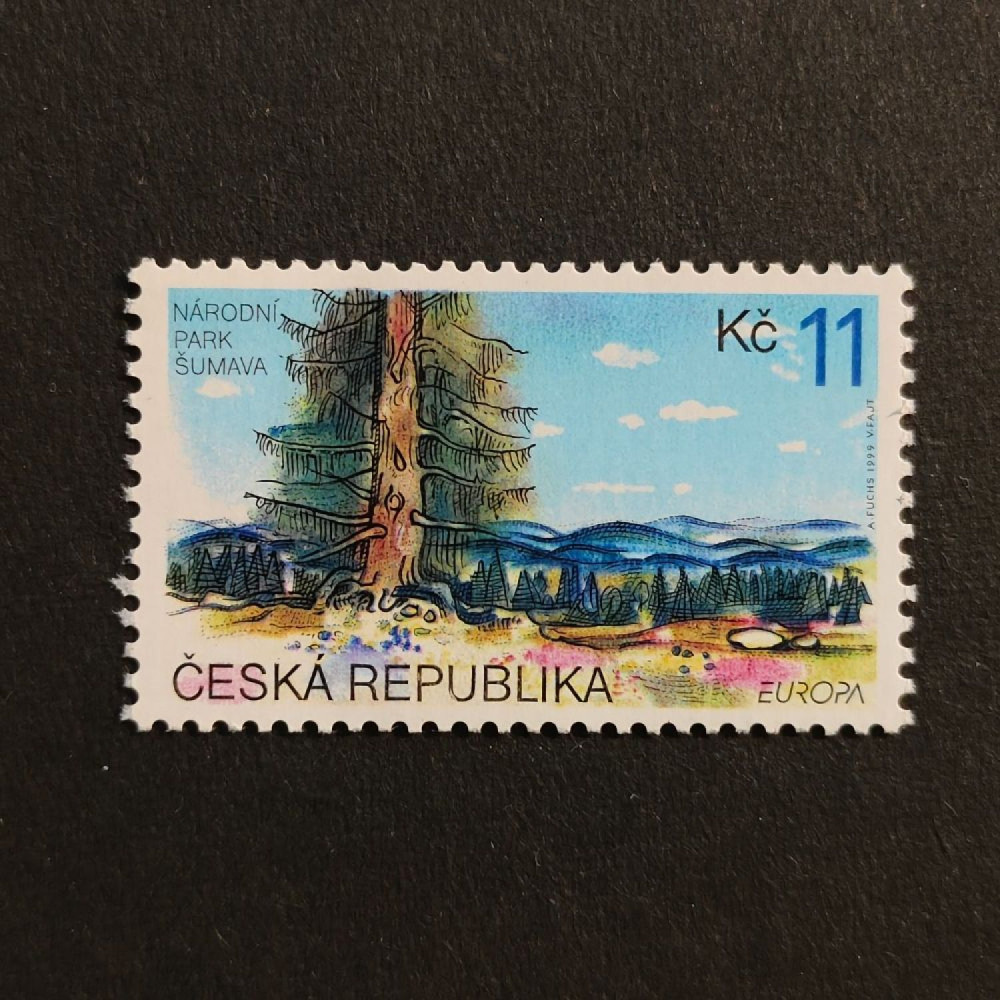 NÁRODNÍ
PARK
ŠUMAVA
Kč 11
A.FUCHS 1999 V.FAJT
ČESKÁ REPUBLIKA
EUROPA